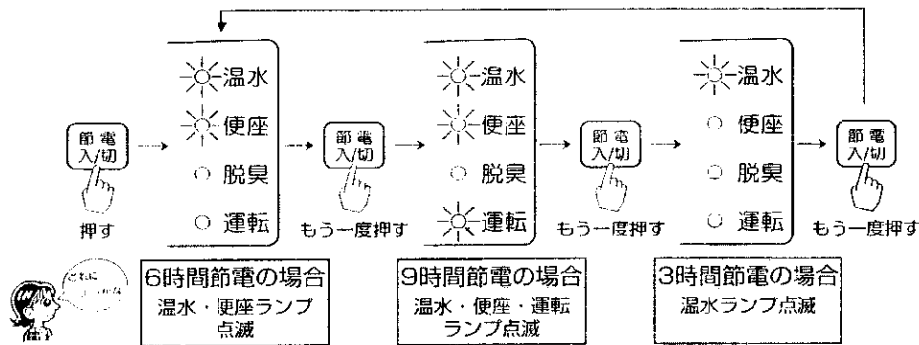 節電
入/切
押す
温水
便座
脱臭
運転
6時間節電の場合
温水・便座ランプ
点滅
節電
入/切
もう一度押す
温水
便座
脱臭
運転
9時間節電の場合
温水・便座・運転
ランプ点滅
節電
入/切
もう一度押す
温水
便座
脱臭
運転
3時間節電の場合
温水ランプ点滅
節電
入/切
もう一度押す